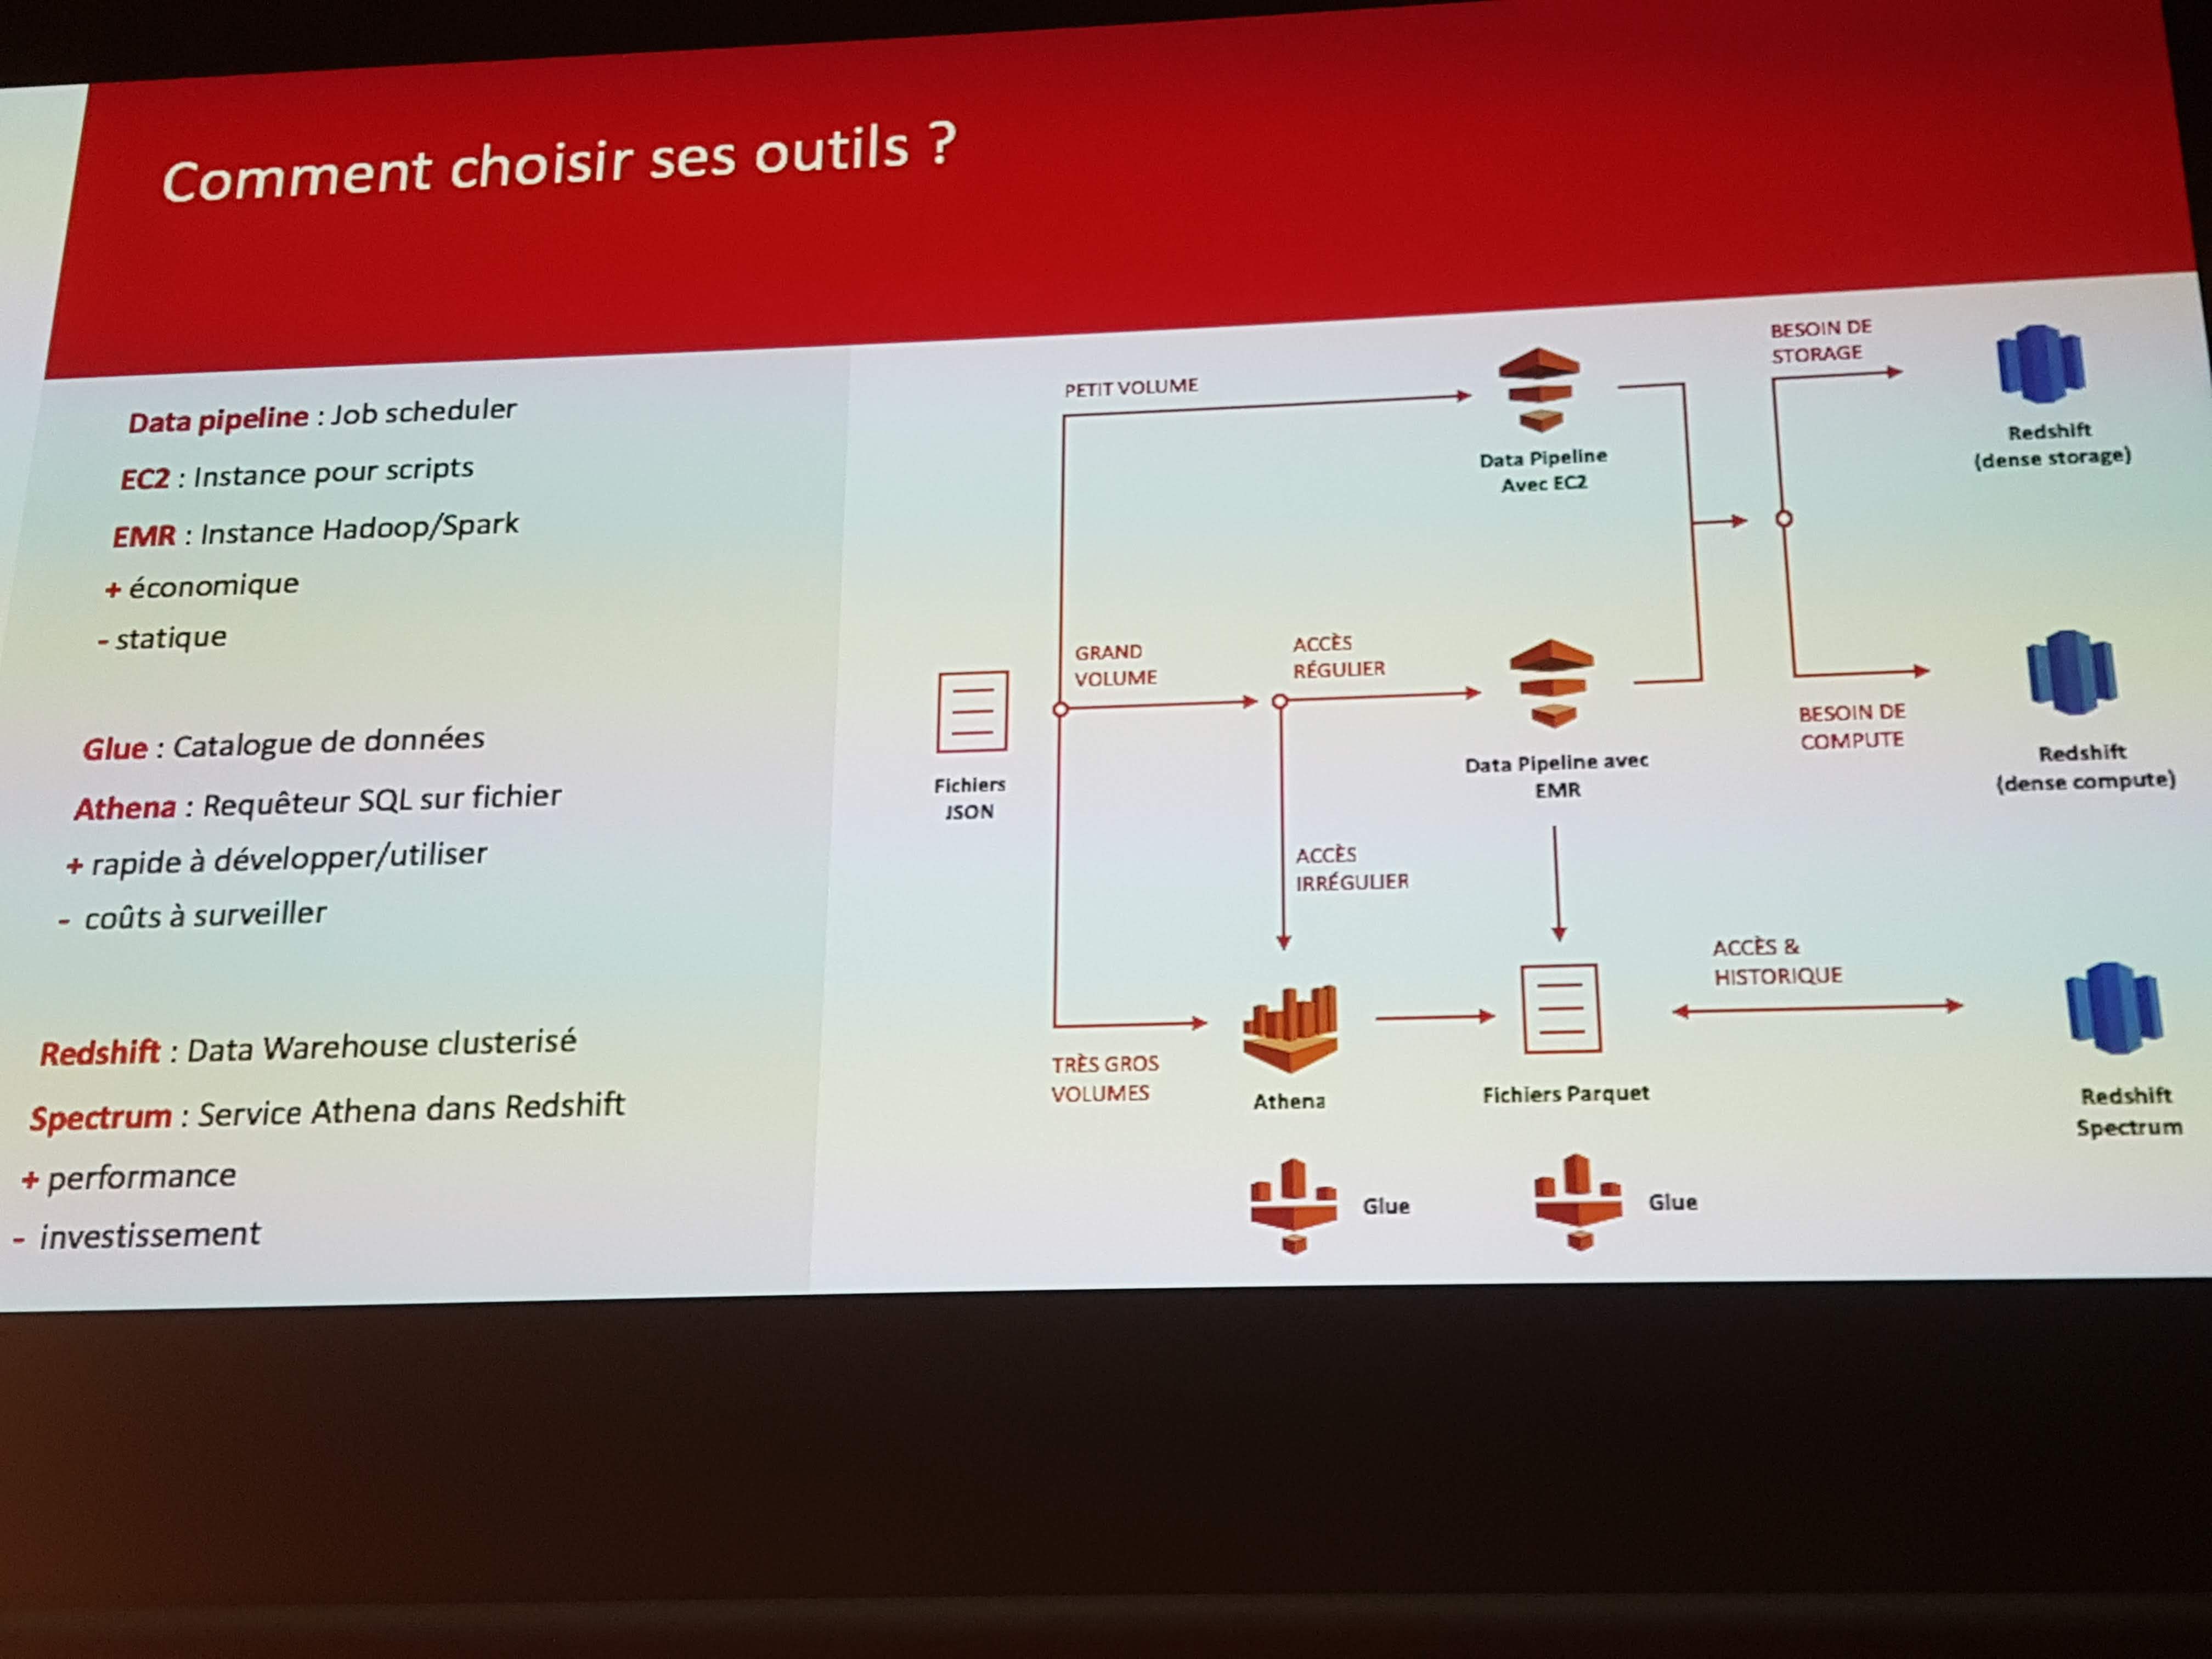 Comment choisir ses outils ?
Data pipeline : Job scheduler
EC2 : Instance pour scripts
EMR : Instance Hadoop/Spark
+ économique
- statique
Glue : Catalogue de données
Athena : Requêteur SQL sur fichier
+ rapide à développer/utiliser
- coûts à surveiller
Redshift : Data Warehouse clusterisé
Spectrum : Service Athena dans Redshift
+ performance
- investissement
PETIT VOLUME
Data Pipeline
Avec EC2
BESOIN DE
STORAGE
Redshift
(dense storage)
Fichiers
JSON
GRAND
VOLUME
ACCÈS
RÉGULIER
Data Pipeline avec
EMR
BESOIN DE
COMPUTE
Redshift
(dense compute)
ACCÈS
IRRÉGULIER
TRÈS GROS
VOLUMES
Athena
Fichiers Parquet
ACCÈS &
HISTORIQUE
Redshift
Spectrum
Glue
Glue